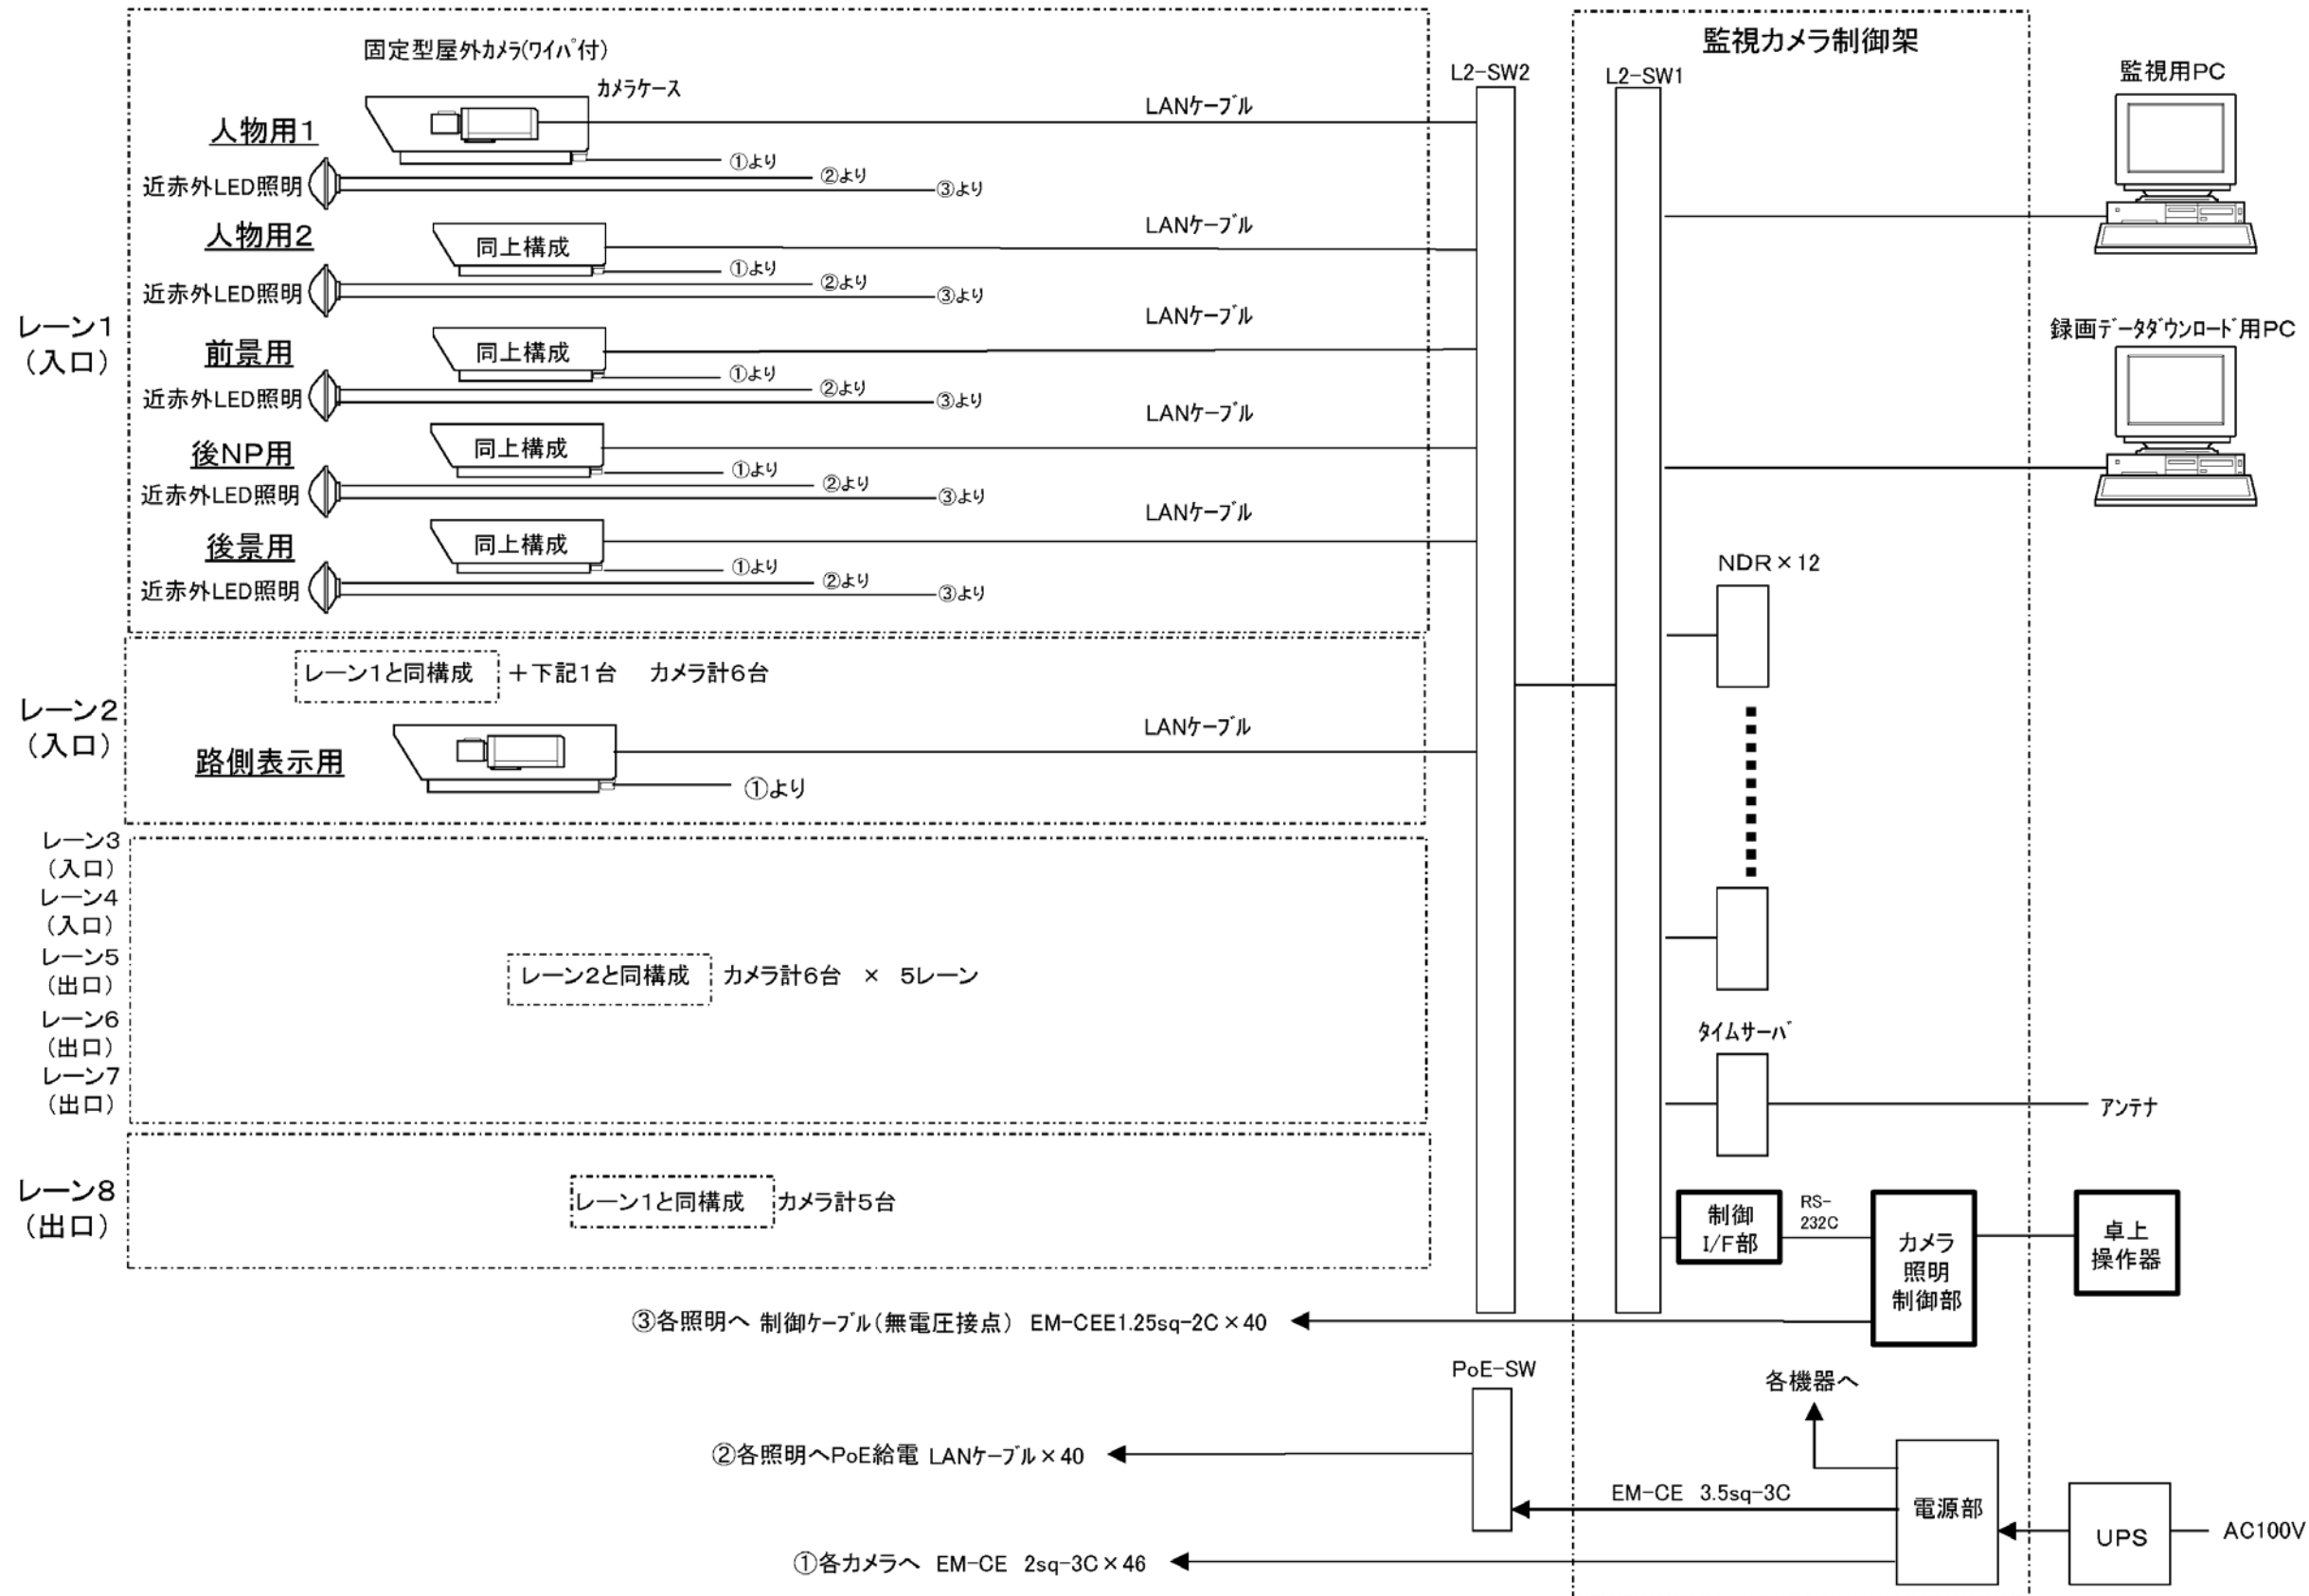 固定型屋外ｶﾒﾗ(ﾜｲﾊﾟ付)
ｶﾒﾗｹｰｽ
人物用1
LANｹｰﾌﾞﾙ
①より
近赤外LED照明
②より
③より
人物用2
同上構成
LANｹｰﾌﾞﾙ
①より
近赤外LED照明
②より
③より
レーン1
（入口）
前景用
同上構成
LANｹｰﾌﾞﾙ
①より
近赤外LED照明
②より
③より
後NP用
同上構成
LANｹｰﾌﾞﾙ
①より
近赤外LED照明
②より
③より
後景用
同上構成
LANｹｰﾌﾞﾙ
①より
近赤外LED照明
②より
③より
レーン2
（入口）
レーン1と同構成 ＋下記1台 カメラ計6台
路側表示用
LANｹｰﾌﾞﾙ
①より
レーン3
（入口）
レーン4
（入口）
レーン5
（出口）
レーン6
（出口）
レーン7
（出口）
レーン2と同構成 カメラ計6台 × 5レーン
レーン8
（出口）
レーン1と同構成 カメラ計5台
L2-SW2
監視カメラ制御架
L2-SW1
監視用PC
録画ﾃﾞｰﾀﾀﾞｳﾝﾛｰﾄﾞ用PC
NDR×12
ﾀｲﾑｻｰﾊﾞ
アンテナ
制御
I/F部
RS-
232C
カメラ
照明
制御部
卓上
操作器
③各照明へ 制御ｹｰﾌﾞﾙ(無電圧接点) EM-CEE1.25sq-2C×40
PoE-SW
各機器へ
②各照明へPoE給電 LANｹｰﾌﾞﾙ×40
EM-CE 3.5sq-3C
電源部
UPS
AC100V
①各カメラへ EM-CE 2sq-3C×46